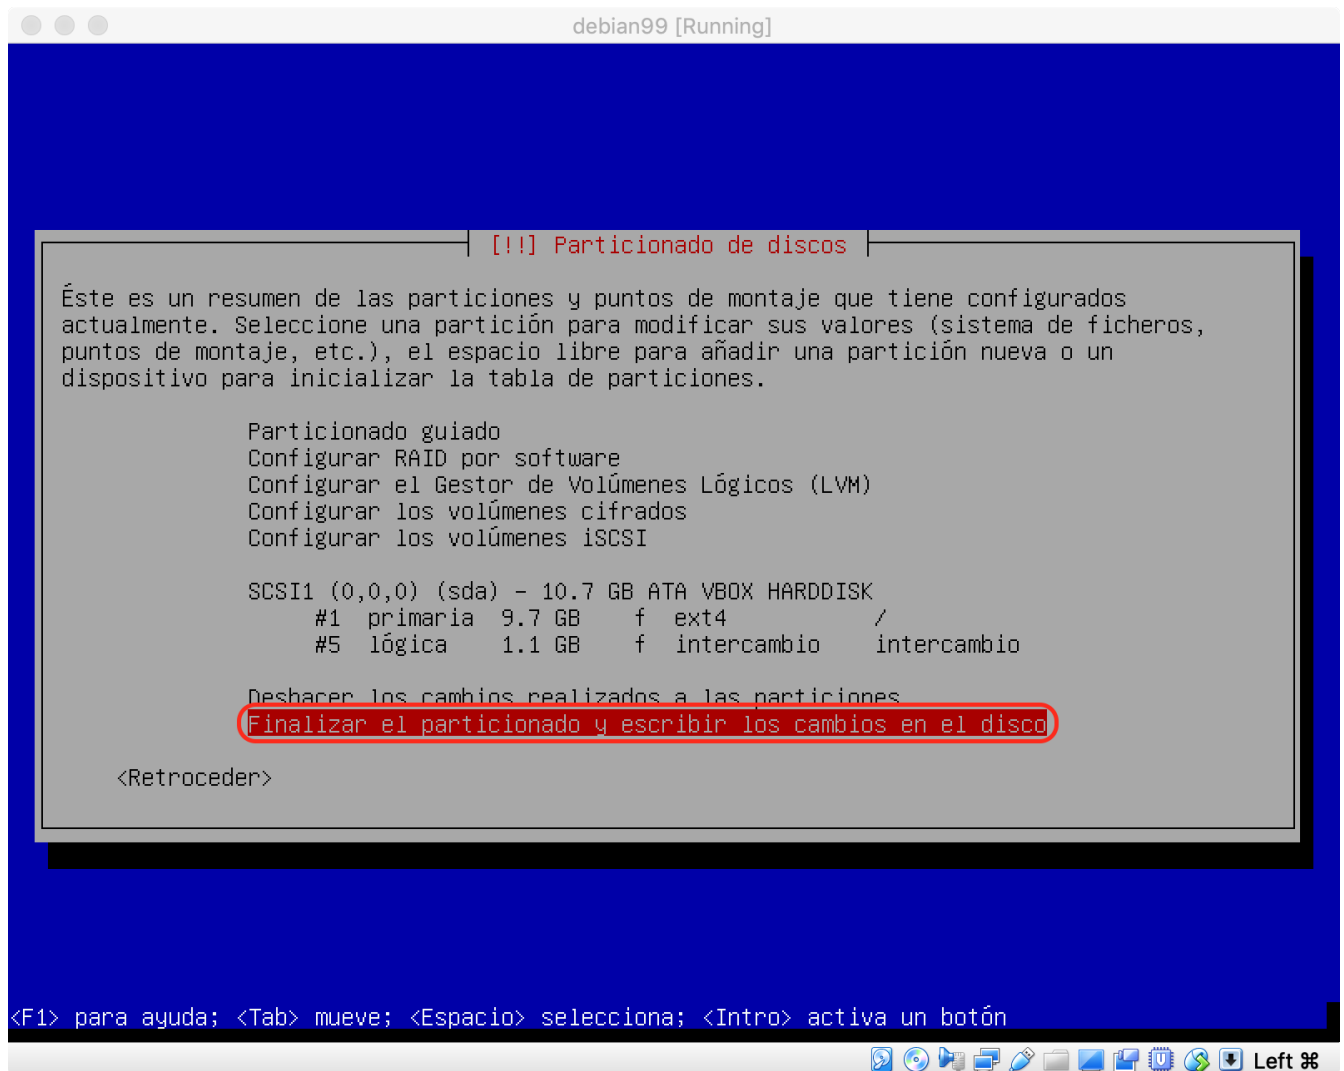 debian99 [Running]
[!!] Particionado de discos
Éste es un resumen de las particiones y puntos de montaje que tiene configurados
actualmente. Seleccione una partición para modificar sus valores (sistema de ficheros,
puntos de montaje, etc.), el espacio libre para añadir una partición nueva o un
dispositivo para inicializar la tabla de particiones.
Particionado guiado
Configurar RAID por software
Configurar el Gestor de Volúmenes Lógicos (LVM)
Configurar los volúmenes cifrados
Configurar los volúmenes iSCSI
SCSI1 (0,0,0) (sda) – 10.7 GB ATA VBOX HARDDISK
#1 primaria 9.7 GB f ext4 /
#5 lógica 1.1 GB f intercambio intercambio
Deshacer los cambios realizados a las particiones
Finalizar el particionado y escribir los cambios en el disco
<Retroceder>
<F1> para ayuda; <Tab> mueve; <Espacio> selecciona; <Intro> activa un botón
Left ⌘